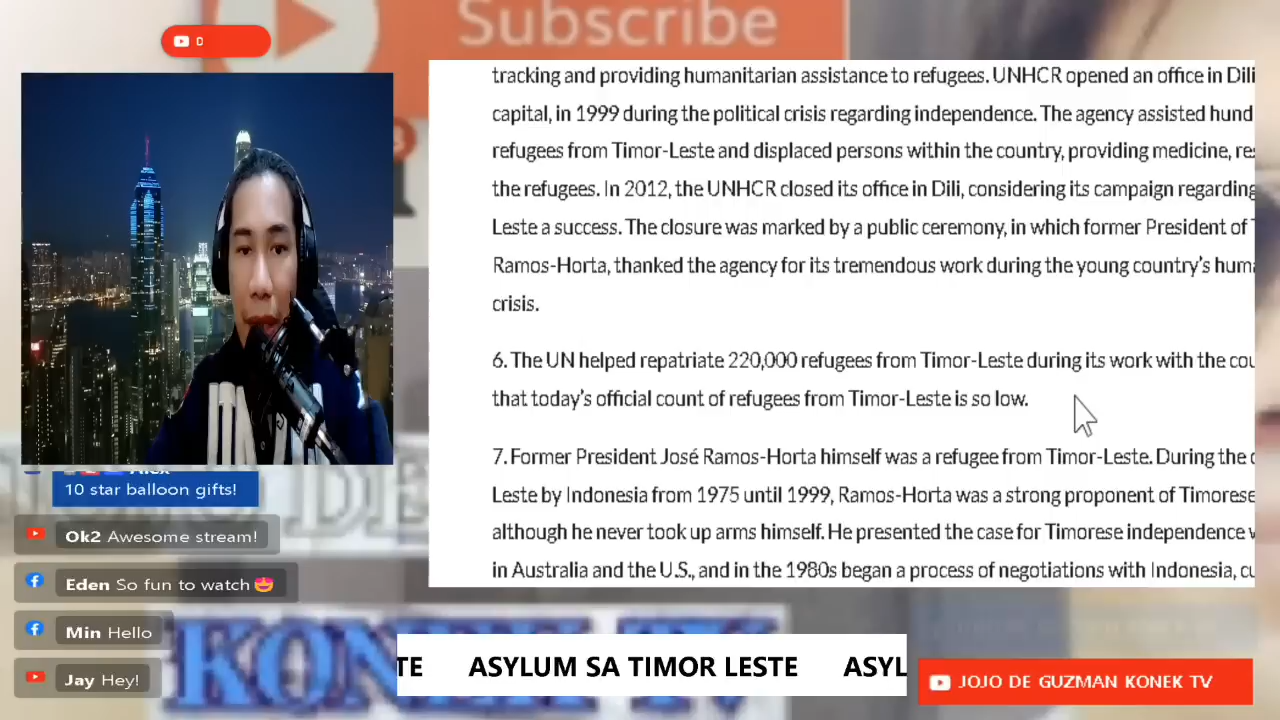 Subscribe
D
tracking and providing humanitarian assistance to refugees. UNHCR opened an office in Dili
capital, in 1999 during the political crisis regarding independence. The agency assisted hund
refugees from Timor-Leste and displaced persons within the country, providing medicine, res
the refugees. In 2012, the UNHCR closed its office in Dili, considering its campaign regarding
Leste a success. The closure was marked by a public ceremony, in which former President of T
Ramos-Horta, thanked the agency for its tremendous work during the young country's huma
crisis.
6. The UN helped repatriate 220,000 refugees from Timor-Leste during its work with the cou
that today's official count of refugees from Timor-Leste is so low.
7. Former President José Ramos-Horta himself was a refugee from Timor-Leste. During the o
Leste by Indonesia from 1975 until 1999, Ramos-Horta was a strong proponent of Timorese
although he never took up arms himself. He presented the case for Timorese independence w
in Australia and the U.S., and in the 1980s began a process of negotiations with Indonesia, cu
Alex
10 star balloon gifts!
Ok2 Awesome stream!
Eden So fun to watch 😍
Min Hello
Jay Hey!
DE
KONEK TV
TE ASYLUM SA TIMOR LESTE ASYL
JOJO DE GUZMAN KONEK TV